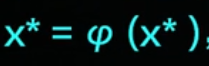 x* = φ (x* ),